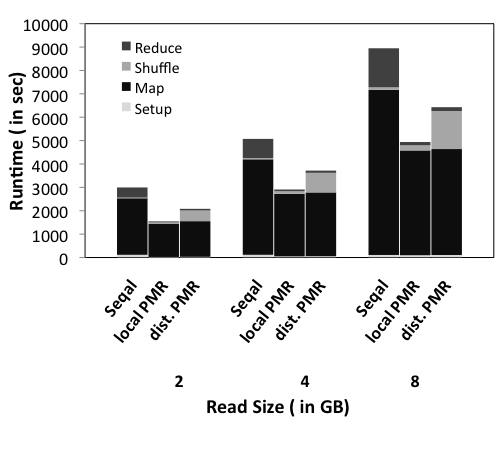 10000
9000
8000
7000
6000
5000
4000
3000
2000
1000
0
Runtime ( in sec)
Reduce
Shuffle
Map
Setup
Seqal
local PMR
dist. PMR
Seqal
local PMR
dist. PMR
Seqal
local PMR
dist. PMR
2 4 8
Read Size ( in GB)